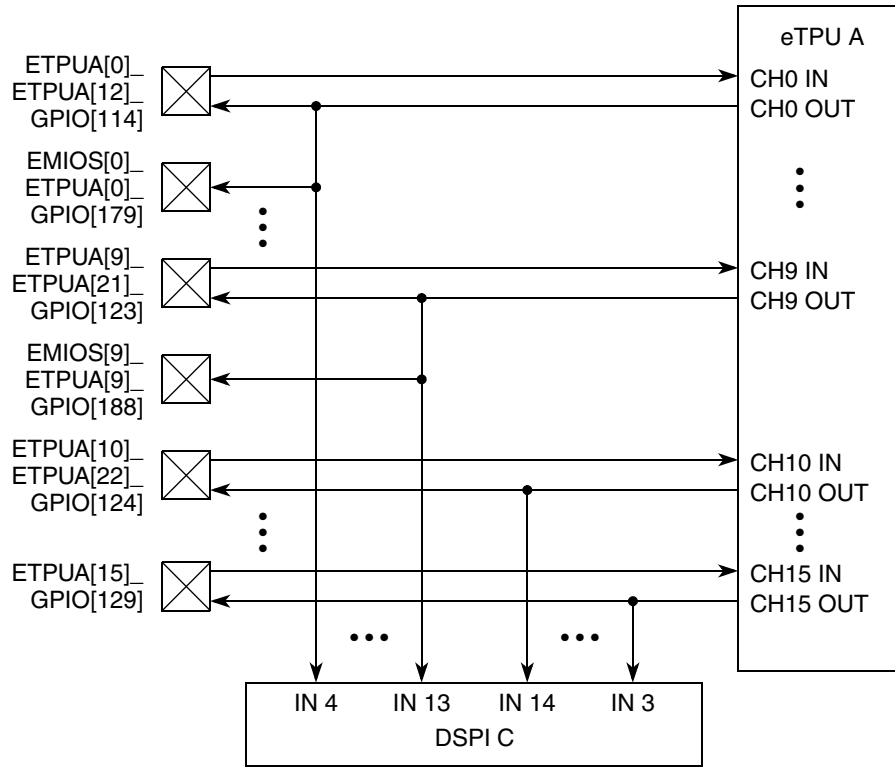 eTPU A
ETPUA[0]_
ETPUA[12]_
GPIO[114]
CH0 IN
CH0 OUT
EMIOS[0]_
ETPUA[0]_
GPIO[179]
ETPUA[9]_
ETPUA[21]_
GPIO[123]
CH9 IN
CH9 OUT
EMIOS[9]_
ETPUA[9]_
GPIO[188]
ETPUA[10]_
ETPUA[22]_
GPIO[124]
CH10 IN
CH10 OUT
ETPUA[15]_
GPIO[129]
CH15 IN
CH15 OUT
IN 4 IN 13 IN 14 IN 3
DSPI C